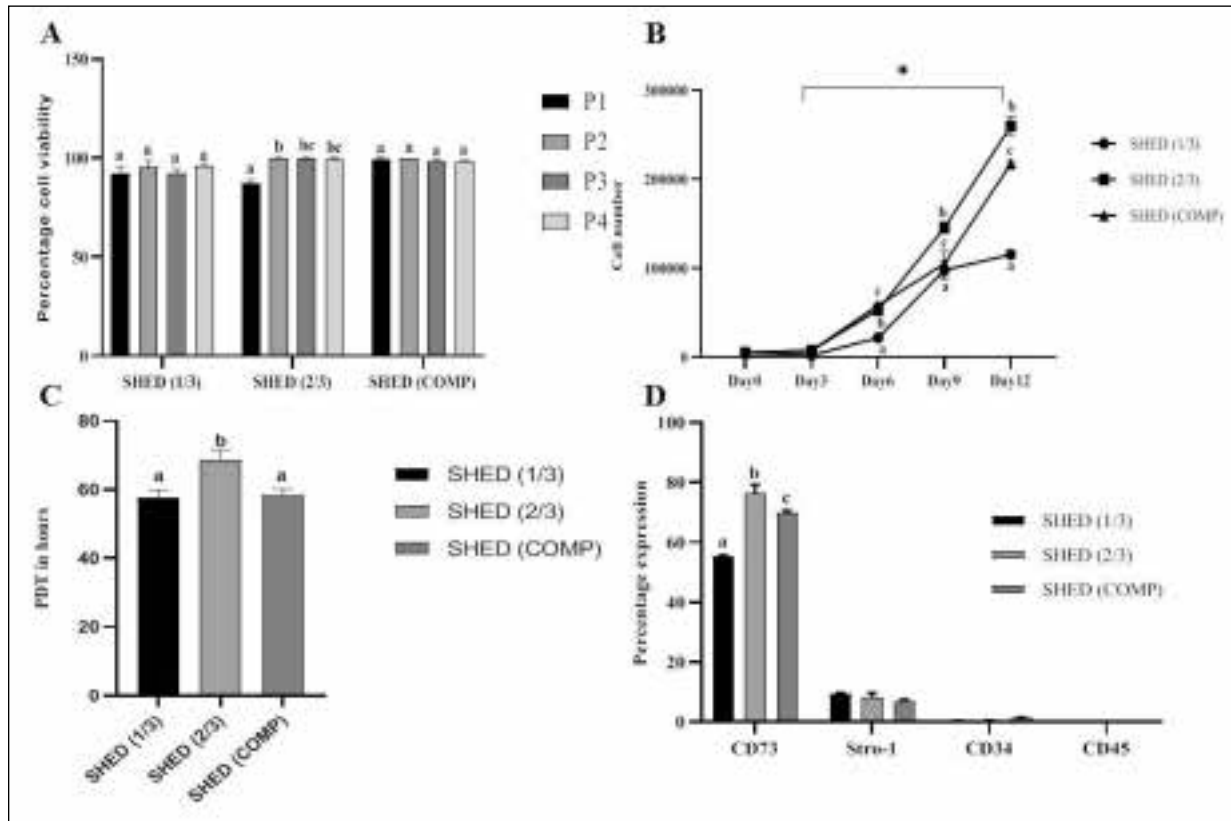 A
150
100
50
0
Percentage cell viability
a a a a
a b bc bc
a a a a
SHED (1/3) SHED (2/3) SHED (COMP)
P1
P2
P3
P4
B
*
300000
200000
100000
0
Cell number
b
c
b
c
a
a
c
b
a
Day0 Day3 Day6 Day9 Day12
SHED (1/3)
SHED (2/3)
SHED (COMP)
C
80
60
40
20
0
PDT in hours
a b a
SHED (1/3) SHED (2/3) SHED (COMP)
SHED (1/3)
SHED (2/3)
SHED (COMP)
D
100
80
60
40
20
0
Percentage expression
a b c
CD73 Stro-1 CD34 CD45
SHED (1/3)
SHED (2/3)
SHED (COMP)